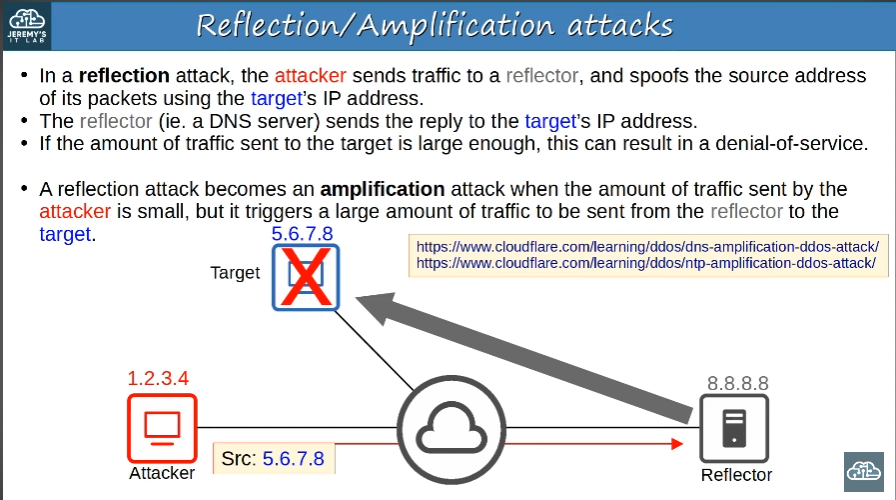 JEREMY'S
IT LAB
Reflection/Amplification attacks
• In a reflection attack, the attacker sends traffic to a reflector, and spoofs the source address
of its packets using the target's IP address.
• The reflector (ie. a DNS server) sends the reply to the target's IP address.
• If the amount of traffic sent to the target is large enough, this can result in a denial-of-service.
• A reflection attack becomes an amplification attack when the amount of traffic sent by the
attacker is small, but it triggers a large amount of traffic to be sent from the reflector to the
target.
5.6.7.8
https://www.cloudflare.com/learning/ddos/dns-amplification-ddos-attack/
https://www.cloudflare.com/learning/ddos/ntp-amplification-ddos-attack/
Target
1.2.3.4
8.8.8.8
Src: 5.6.7.8
Attacker
Reflector